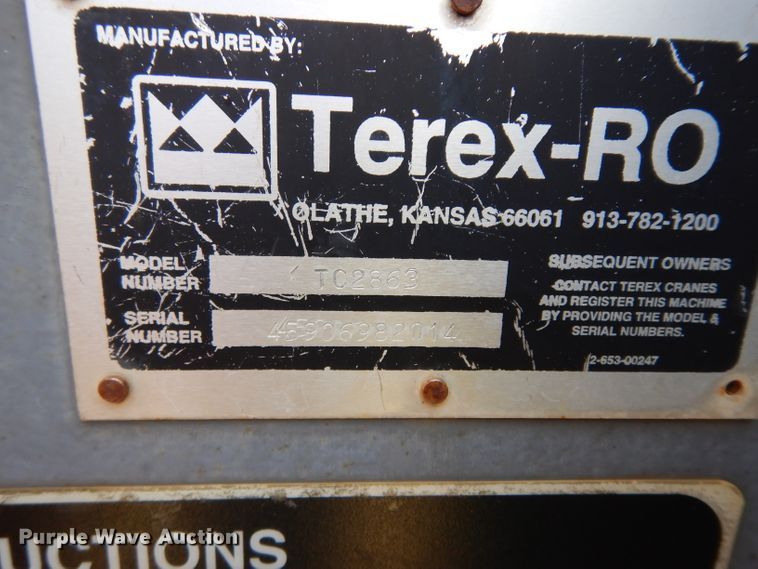 MANUFACTURED BY:
Terex-RO
OLATHE, KANSAS 66061 913-782-1200
MODEL NUMBER TC2863
SERIAL NUMBER 45906982014
SUBSEQUENT OWNERS
CONTACT TEREX CRANES
AND REGISTER THIS MACHINE
BY PROVIDING THE MODEL &
SERIAL NUMBERS.
2-653-00247
Purple Wave Auction
UCTIONS